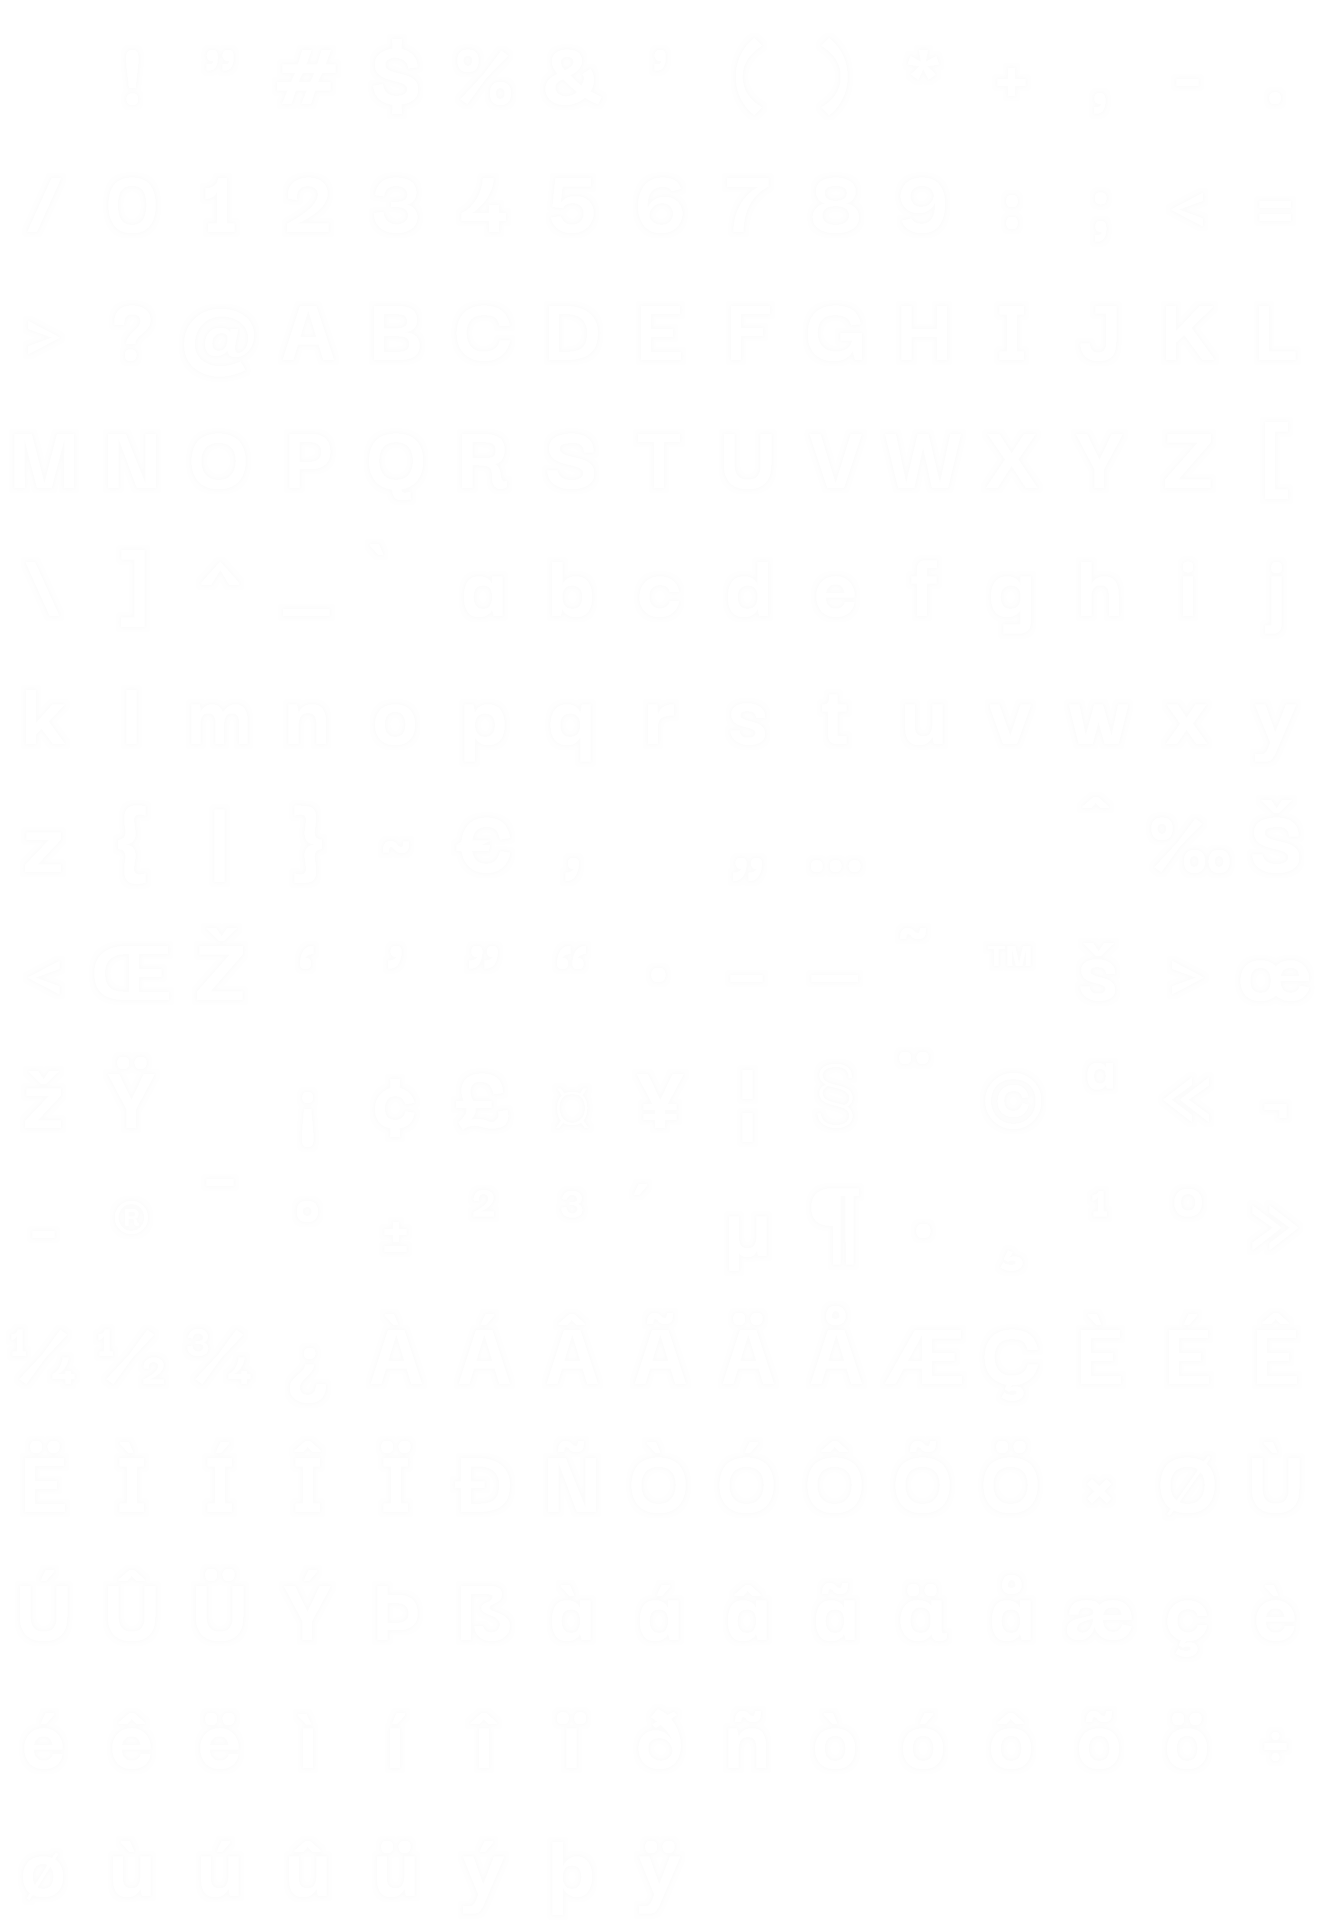 ! " # $ % & ' ( ) * + , - .
/ 0 1 2 3 4 5 6 7 8 9 : ; < =
> ? @ A B C D E F G H I J K L
M N O P Q R S T U V W X Y Z [
\ ] ^ _ ` a b c d e f g h i j
k l m n o p q r s t u v w x y
z { | } ~ € ‚ „ … ˆ ‰ Š
‹ Œ Ž ‘ ’ ” “ • – — ˜ ™ š › œ
ž Ÿ ¡ ¢ £ ¤ ¥ ¦ § ¨ © ª « ¬
- ® ¯ ° ± ² ³ ´ µ ¶ · ¸ ¹ º »
¼ ½ ¾ ¿ À Á Â Ã Ä Å Æ Ç È É Ê
Ë Ì Í Î Ï Ð Ñ Ò Ó Ô Õ Ö × Ø Ù
Ú Û Ü Ý Þ ß à á â ã ä å æ ç è
é ê ë ì í î ï ð ñ ò ó ô õ ö ÷
ø ù ú û ü ý þ ÿ